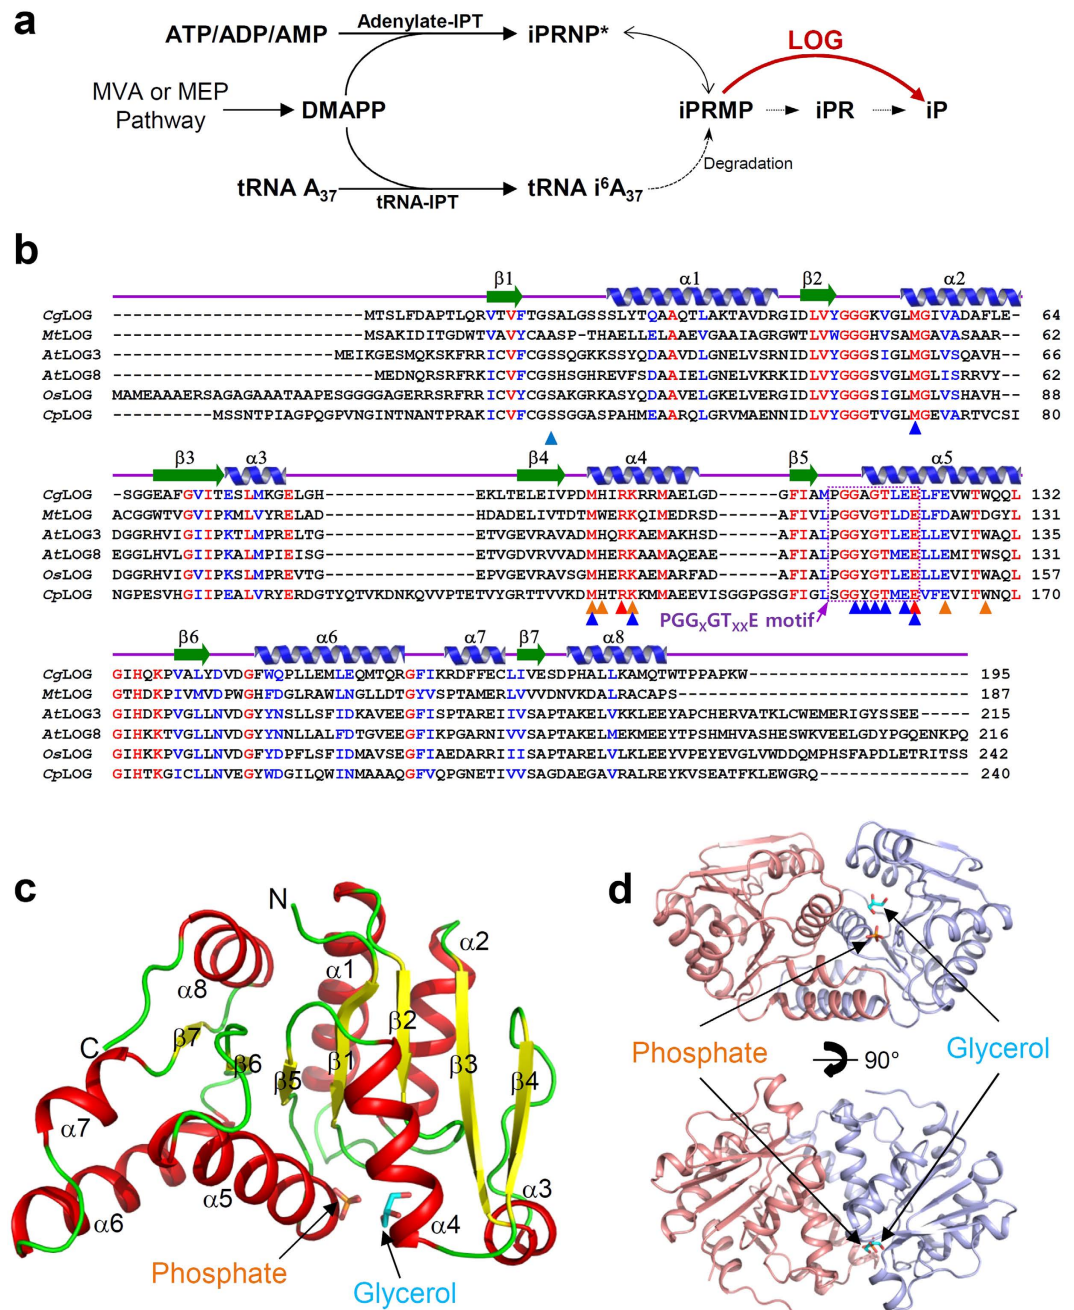 a
ATP/ADP/AMP Adenylate-IPT iPRNP*
LOG
MVA or MEP
Pathway
DMAPP iPRMP iPR iP
Degradation
tRNA A37 tRNA-IPT tRNA i6A37
b
β1 α1 β2 α2
CgLOG --------------------------MTSLFDAPTLQRVTVFTGSALGSSSLYTQAAQTLAKTAVDRGIDLVYGGGKVGLMGIVADAFLE- 64
MtLOG -----------------------------MSAKIDITGDWTVAVYCAASP-THAELLELAAEVGAAIAGRGWTLVWGGGHVSAMGAVASAAR-- 62
AtLOG3 ----------------------MEIKGESMQKSKFRRICVFCGSSQGKKSSYQDAAVDLGNELVSRNIDLVYGGGSIGLMGLVSQAVH-- 66
AtLOG8 --------------------------MEDNQRSRFRKICVFCGSHSGHREVFSDAAIELGNELVKRKIDLVYGGGSVGLMGLISRRVY-- 62
OsLOG MAMEAAAERSAGAGAAATAAPESGGGGAGERRSRFRRICVYCGSAKGRKASYQDAAVELGKELVERGIDLVYGGGSIGLMGLVSHAVH-- 88
CpLOG --------MSSNTPIAGPPQGPVNGINTNANTPRAKICVFCGSSGGASPAHMEAARQLGRVMAENNIDLVYGGGTVGLMGEVARTVCSI 80
β3 α3 β4 α4 β5 α5
CgLOG -SGGEAFGVITESLMKGELGH----------------EKLTELEIVPDMHIRKRRMAELGD------GFIAMPGGAGTLEELFEVWTWQQL 132
MtLOG ACGGWTVGVIPKMLVYRELAD----------------HDADELIVTDTMWERKQIMEDRSD------AFIVLPGGVGTLDELFDAWTDGYL 131
AtLOG3 DGGRHVIGIIPKTLMPRELTG----------------ETVGEVRAVADMHQRKAEMAKHSD------AFIALPGGYGTLEELLEVITWAQL 135
AtLOG8 EGGLHVLGIIPKALMPIEISG----------------ETVGDVRVVADMHERKAAMAQEAE------AFIALPGGYGTMEELLEMITWSQL 131
OsLOG DGGRHVIGVIPKSLMPREVTG----------------EPVGEVRAVSGMHERKAEMARFAD------AFIALPGGYGTLEELLEVITWAQL 157
CpLOG NGPESVHGIIPEALVRYERDGTYQTVKDNKQVVPTETVYGRTTVVKDMHTRKKMMAEEVISGGPGSGFIGLSGGYGTMEEVFEVITWNQL 170
PGGXGTXXE motif
β6 α6 α7 β7 α8
CgLOG GIHQKPVALYDVDGFWQPLLEMLEQMTQRGFIKRDFFECLIVESDPHALLKAMQTWTPPAPKW---------------------- 195
MtLOG GTHDKPIVMVDPWGHFDGLRAWLNGLLDTGYVSPTAMERLVVVDNVKDALRACAPS----------------------------- 187
AtLOG3 GIHDKPVGLLNVDGYYNSLLSFIDKAVEEGFISPTAREIIVSAPTAKELVKKLEEYAPCHERVATKLCWEMERIGYSSEE----- 215
AtLOG8 GIHKKTVGLLNVDGYYNNLLALFDTGVEEGFIKPGARNIVVSAPTAKELMEKMEEYTPSHMHVASHESWKVEELGDYPGQENKPQ 216
OsLOG GIHKKPVGLLNVDGFYDPFLSFIDMAVSEGFIAEDARRIIISAPTARELVLKLEEYVPEYEVGLVWDDQMPHSFAPDLETRITSS 242
CpLOG GIHTKGICLLNVEGYWDGILQWINMAAAQGFVQPGNETIVVSAGDAEGAVRALREYKVSEATFKLEWGRQ--------------- 240
c
N
C
α8 α1 α2
β7 β6 β5 β1 β2 β3 β4
α7 α6 α5 α4 α3
Phosphate
Glycerol
d
Phosphate Glycerol
90°